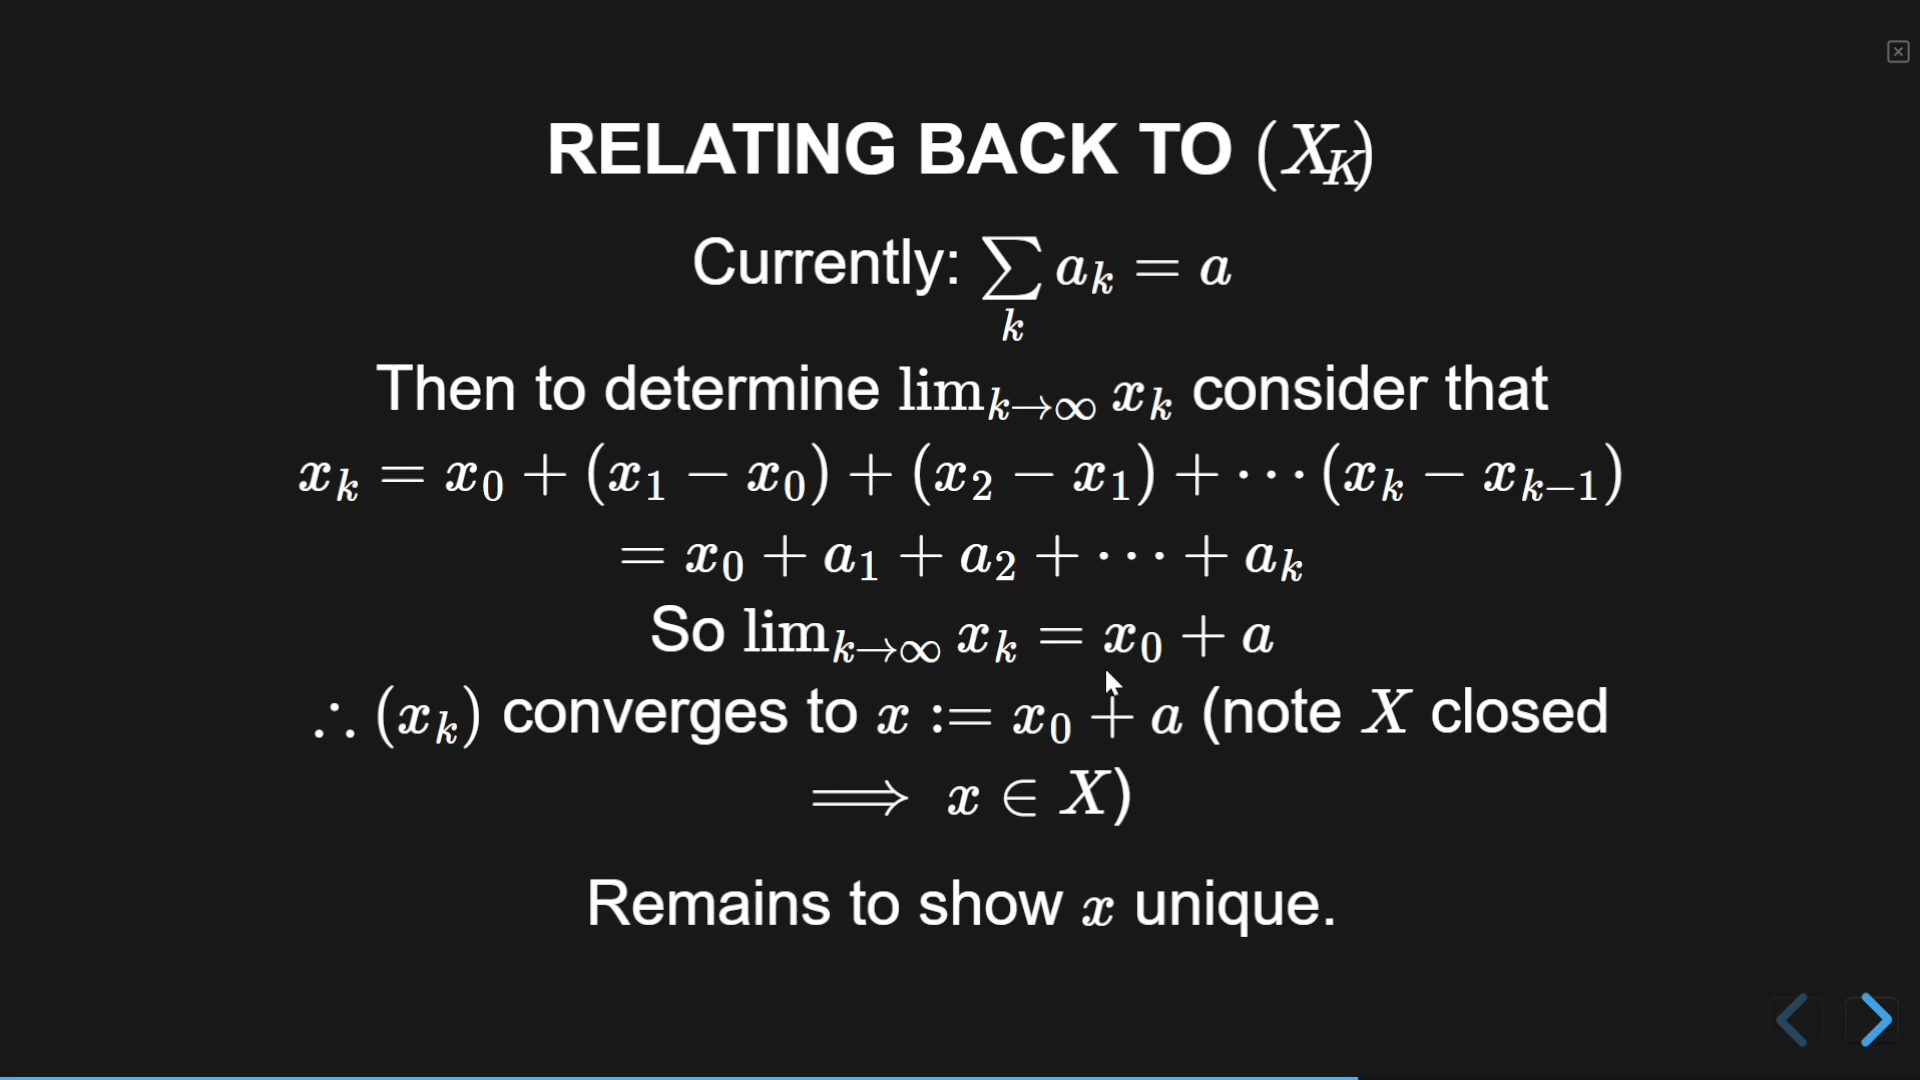 RELATING BACK TO (X_K)
Currently: ∑_k a_k = a
Then to determine lim_{k→∞} x_k consider that
x_k = x_0 + (x_1 − x_0) + (x_2 − x_1) + ⋯ (x_k − x_{k−1})
= x_0 + a_1 + a_2 + ⋯ + a_k
So lim_{k→∞} x_k = x_0 + a
∴ (x_k) converges to x := x_0 + a (note X closed
⟹ x ∈ X)
Remains to show x unique.